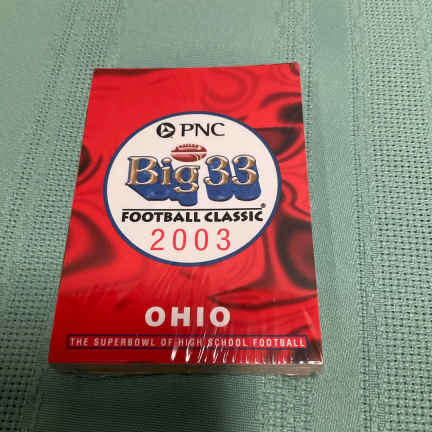 PNC
Big 33
FOOTBALL CLASSIC®
2003
OHIO
THE SUPERBOWL OF HIGH SCHOOL FOOTBALL